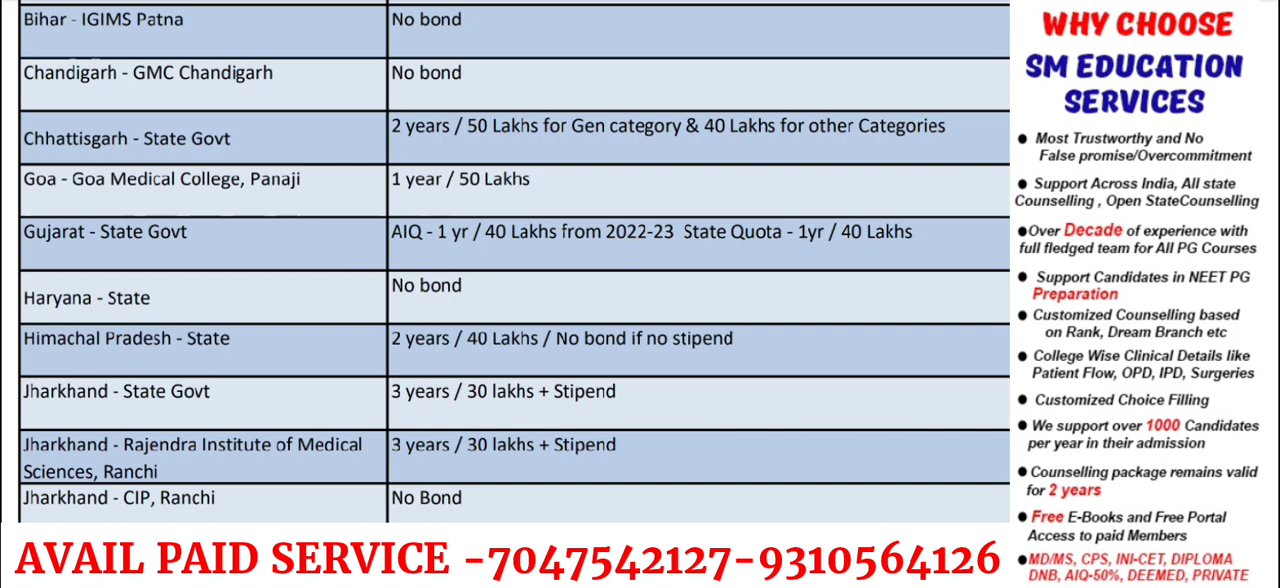 Bihar - IGIMS Patna
No bond
Chandigarh - GMC Chandigarh
No bond
Chhattisgarh - State Govt
2 years / 50 Lakhs for Gen category & 40 Lakhs for other Categories
Goa - Goa Medical College, Panaji
1 year / 50 Lakhs
Gujarat - State Govt
AIQ - 1 yr / 40 Lakhs from 2022-23 State Quota - 1yr / 40 Lakhs
Haryana - State
No bond
Himachal Pradesh - State
2 years / 40 Lakhs / No bond if no stipend
Jharkhand - State Govt
3 years / 30 lakhs + Stipend
Jharkhand - Rajendra Institute of Medical
Sciences, Ranchi
3 years / 30 lakhs + Stipend
Jharkhand - CIP, Ranchi
No Bond
WHY CHOOSE
SM EDUCATION
SERVICES
● Most Trustworthy and No
False promise/Overcommitment
● Support Across India, All state
Counselling , Open StateCounselling
●Over Decade of experience with
full fledged team for All PG Courses
● Support Candidates in NEET PG
Preparation
● Customized Counselling based
on Rank, Dream Branch etc
● College Wise Clinical Details like
Patient Flow, OPD, IPD, Surgeries
● Customized Choice Filling
● We support over 1000 Candidates
per year in their admission
● Counselling package remains valid
for 2 years
● Free E-Books and Free Portal
Access to paid Members
●MD/MS, CPS, INI-CET, DIPLOMA
DNB, AIQ-50%, DEEMED, PRIVATE
AVAIL PAID SERVICE -7047542127-9310564126